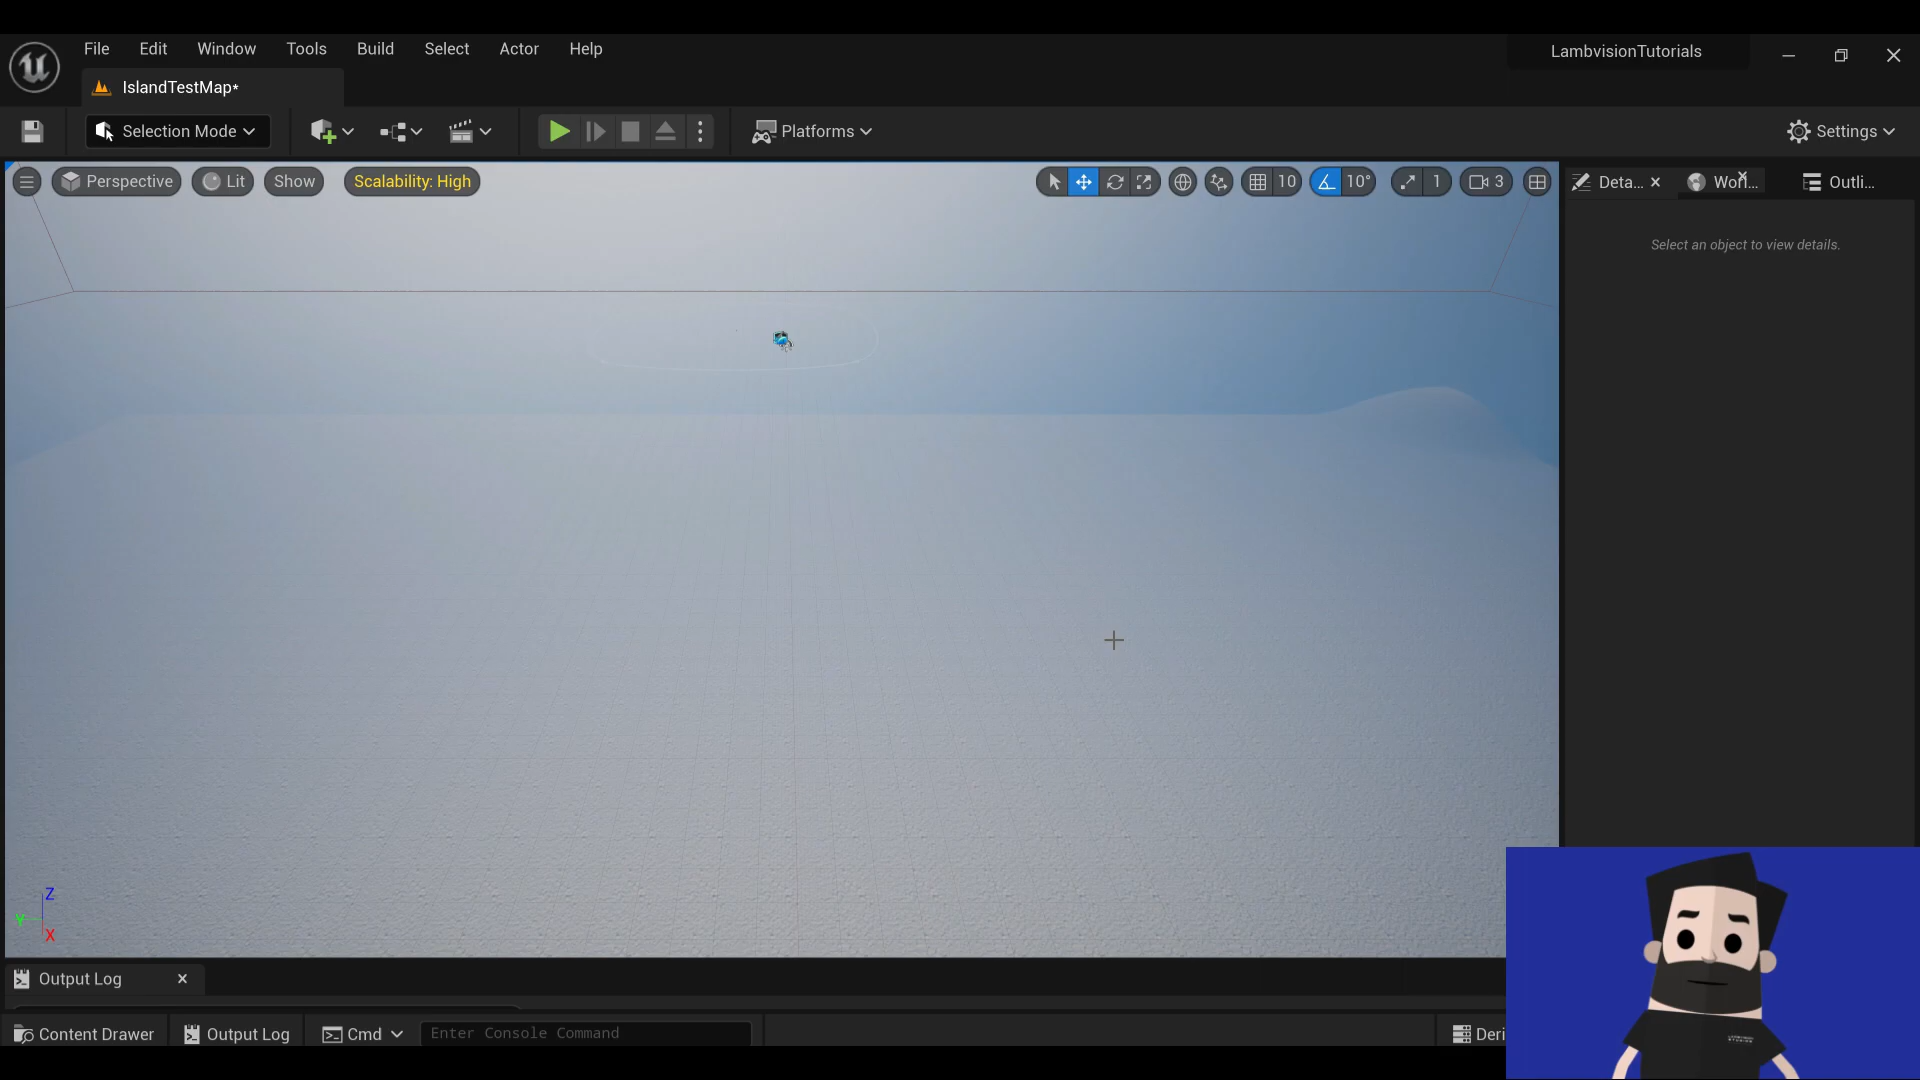 File Edit Window Tools Build Select Actor Help LambvisionTutorials
IslandTestMap*
Selection Mode Platforms Settings
Perspective Lit Show Scalability: High 10 10° 1 3 Deta... Worl... Outli...
Select an object to view details.
Z
Y
X
Output Log
Content Drawer Output Log Cmd Enter Console Command Deri